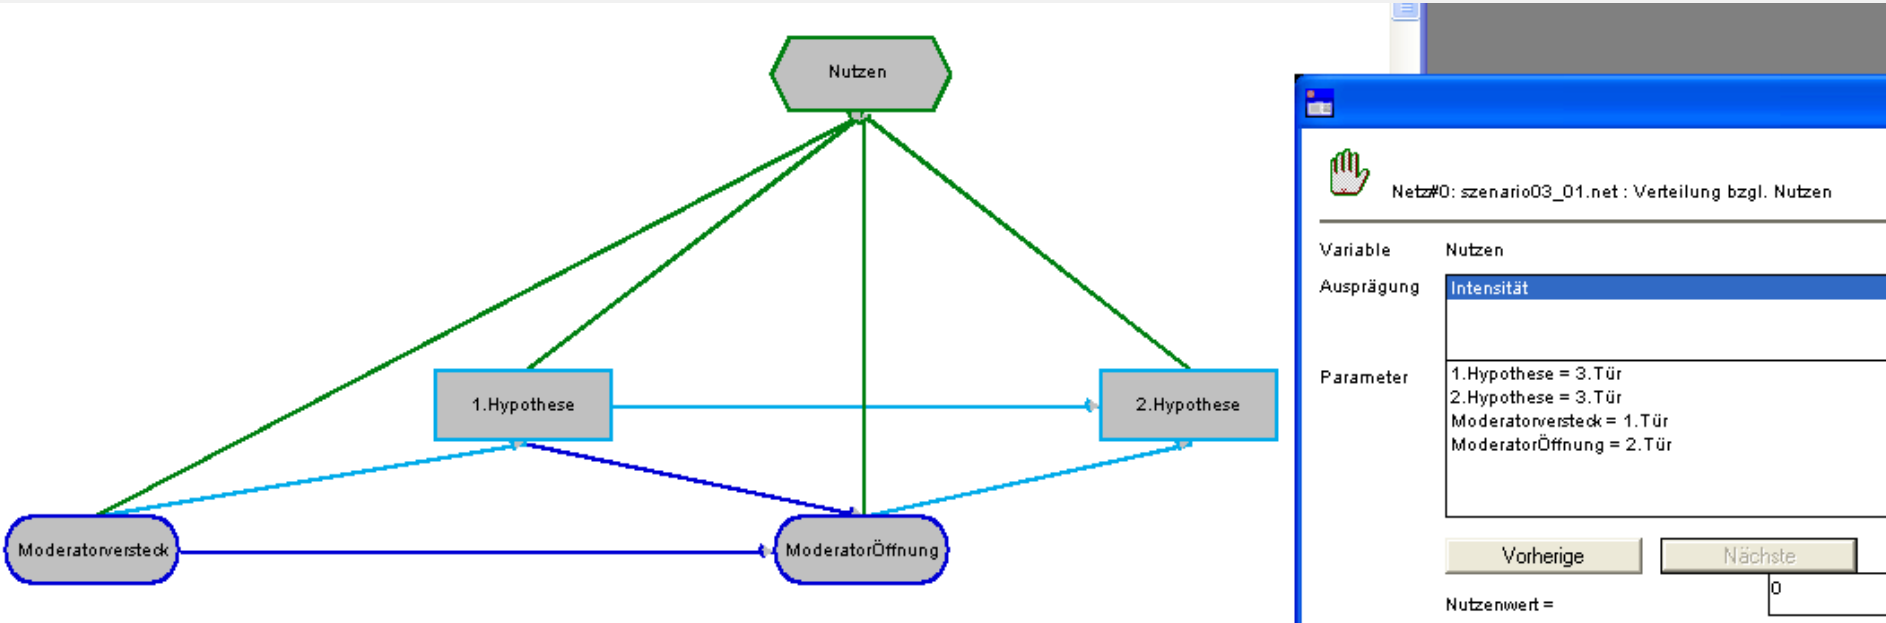 Nutzen
1.Hypothese
2.Hypothese
Moderatorversteck
ModeratorÖffnung
Netz#0: szenario03_01.net : Verteilung bzgl. Nutzen
Variable Nutzen
Ausprägung Intensität
Parameter 1.Hypothese = 3.Tür
2.Hypothese = 3.Tür
Moderatorversteck = 1.Tür
ModeratorÖffnung = 2.Tür
Vorherige Nächste
Nutzenwert = 0